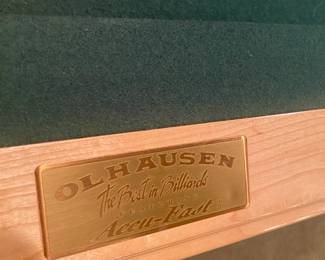 OLHAUSEN
The Best in Billiards
Accu-Fast